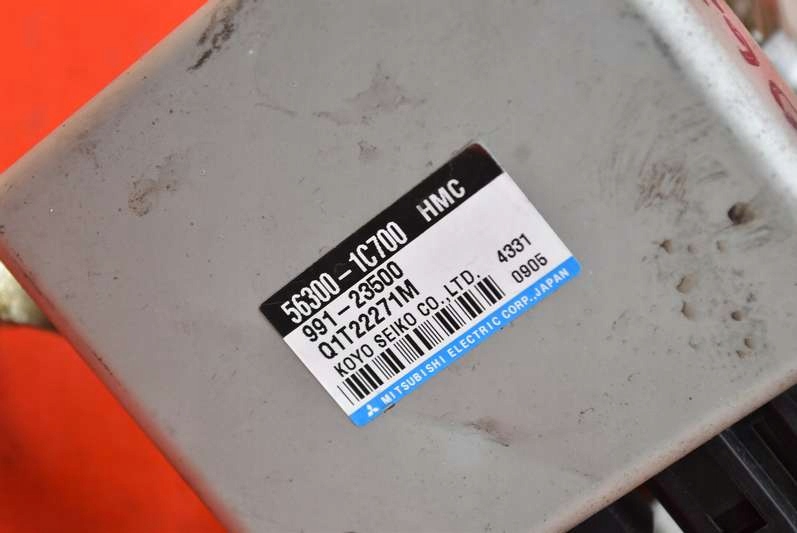 56300-1C700 HMC
991-23500
Q1T22271M 4331
KOYO SEIKO CO.,LTD. 0905
MITSUBISHI ELECTRIC CORP.,JAPAN